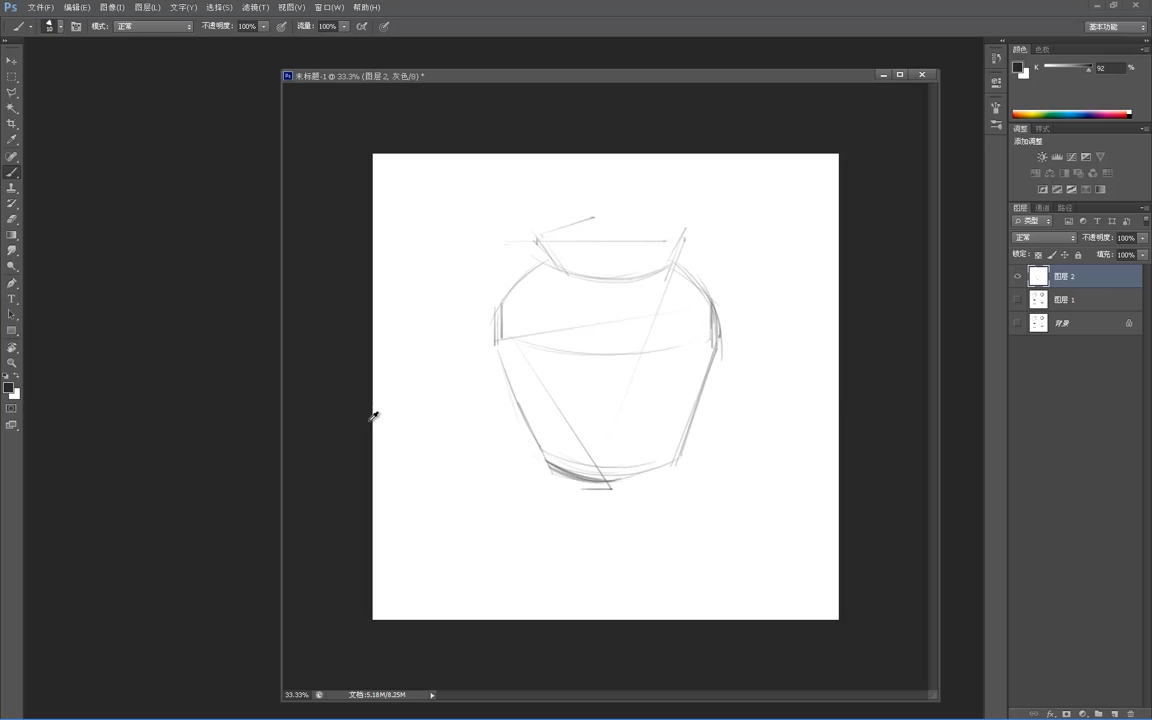 Ps 文件(F) 编辑(E) 图像(I) 图层(L) 文字(Y) 选择(S) 滤镜(T) 视图(V) 窗口(W) 帮助(H)
10 模式: 正常 不透明度: 100% 流量: 100% 基本功能
颜色 色板
K 92 %
未标题-1 @ 33.3% (图层 2, 灰色/8) *
调整 样式
添加调整
图层 通道 路径
类型
正常 不透明度: 100%
锁定: 填充: 100%
图层 2
图层 1
背景
33.33% 文档:5.18M/8.25M